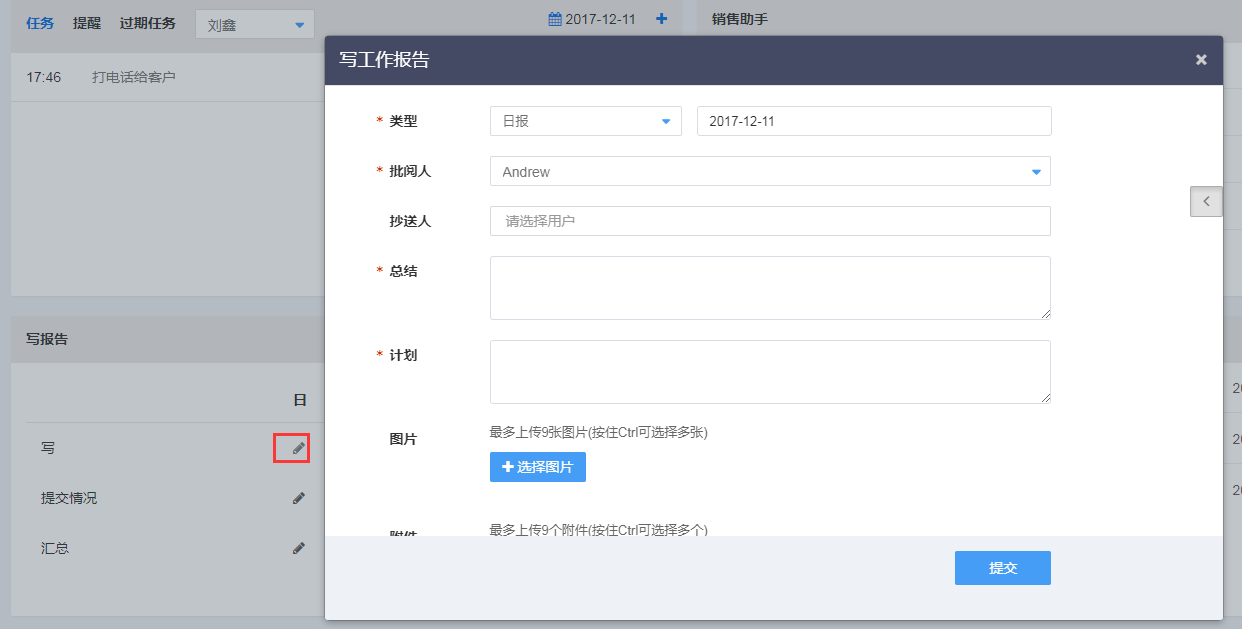 任务 提醒 过期任务 刘鑫 2017-12-11 销售助手
17:46 打电话给客户
写报告
日
写
提交情况
汇总
写工作报告
* 类型 日报 2017-12-11
* 批阅人 Andrew
抄送人 请选择用户
* 总结
* 计划
图片 最多上传9张图片(按住Ctrl可选择多张)
选择图片
附件 最多上传9个附件(按住Ctrl可选择多个)
提交